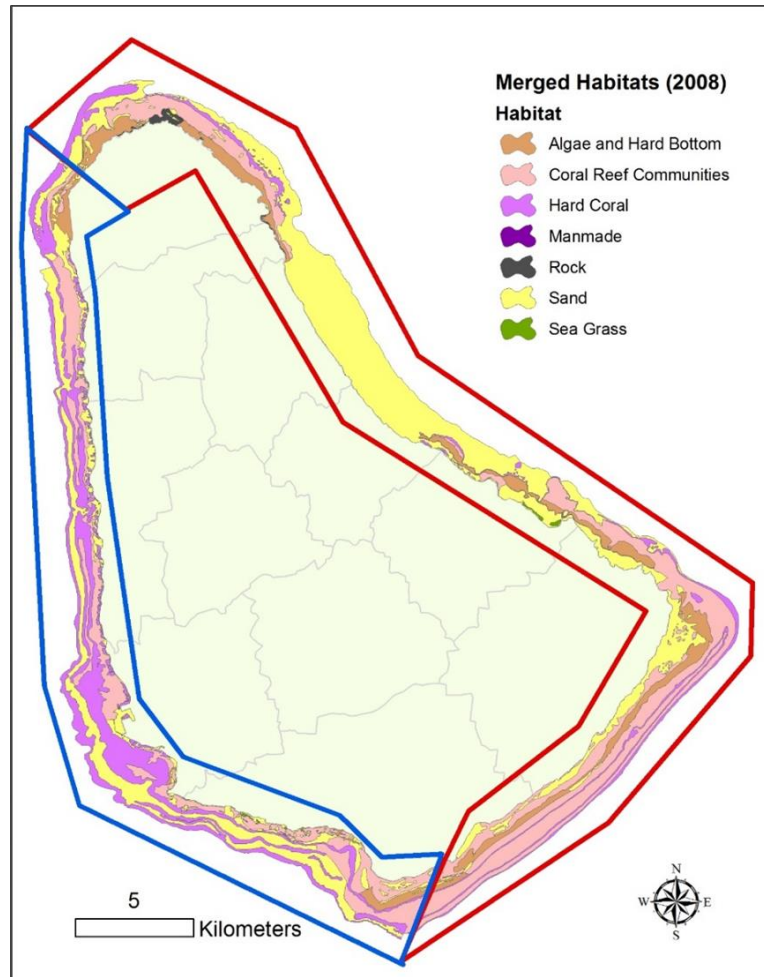 Merged Habitats (2008)
Habitat
Algae and Hard Bottom
Coral Reef Communities
Hard Coral
Manmade
Rock
Sand
Sea Grass
N
W E
S
5
Kilometers